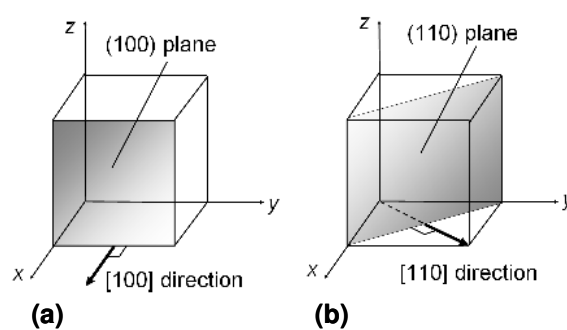 z
(100) plane
y
x
[100] direction
(a)
z
(110) plane
y
x
[110] direction
(b)